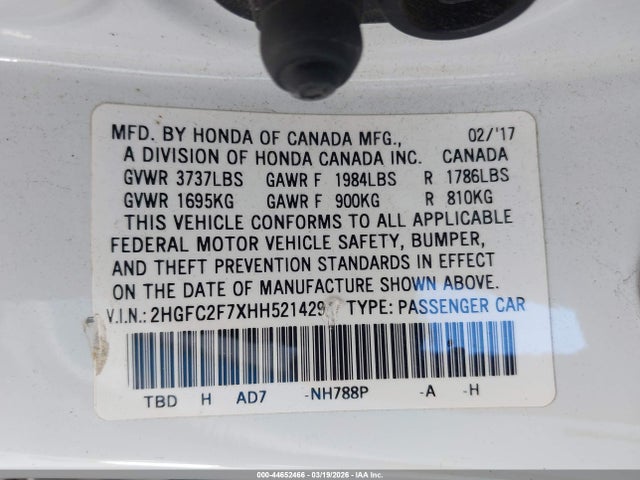 MFD. BY HONDA OF CANADA MFG., 02/'17
A DIVISION OF HONDA CANADA INC. CANADA
GVWR 3737LBS GAWR F 1984LBS R 1786LBS
GVWR 1695KG GAWR F 900KG R 810KG
THIS VEHICLE CONFORMS TO ALL APPLICABLE
FEDERAL MOTOR VEHICLE SAFETY, BUMPER,
AND THEFT PREVENTION STANDARDS IN EFFECT
ON THE DATE OF MANUFACTURE SHOWN ABOVE.
V.I.N.: 2HGFC2F7XHH521429 TYPE: PASSENGER CAR
TBD H AD7 -NH788P -A -H
000-44652466 - 03/19/2026 - IAA Inc.